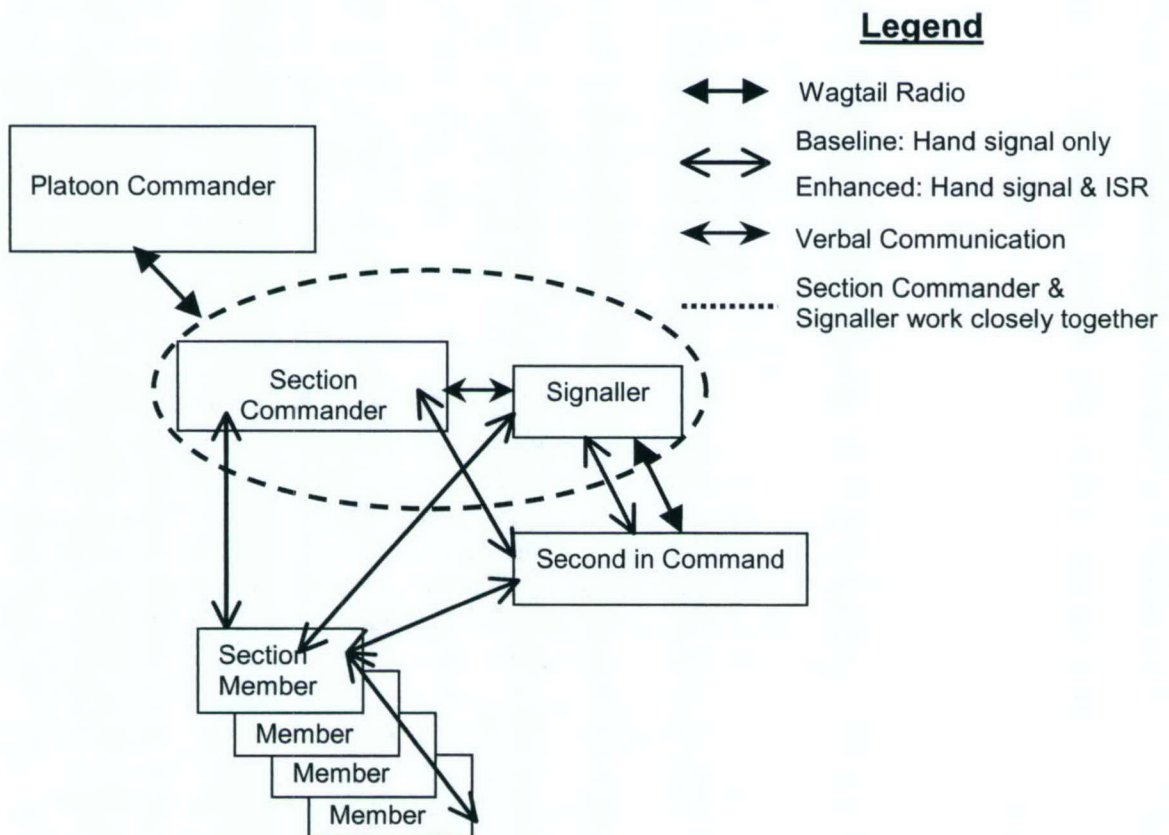 Legend
Wagtail Radio
Baseline: Hand signal only
Enhanced: Hand signal & ISR
Verbal Communication
Section Commander &
Signaller work closely together
Platoon Commander
Section
Commander
Signaller
Second in Command
Section
Member
Member
Member
Member